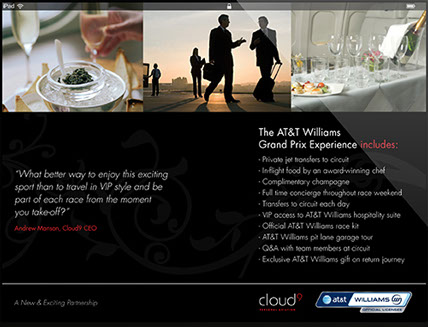 iPad
The AT&T Williams
Grand Prix Experience includes:
- Private jet transfers to circuit
- In-flight food by an award-winning chef
- Complimentary champagne
- Full time concierge throughout race weekend
- Transfers to circuit each day
- VIP access to AT&T Williams hospitality suite
- Official AT&T Williams race kit
- AT&T Williams pit lane garage tour
- Q&A with team members at circuit
- Exclusive AT&T Williams gift on return journey
"What better way to enjoy this exciting
sport than to travel in VIP style and be
part of each race from the moment
you take-off?"
Andrew Manson, Cloud9 CEO
A New & Exciting Partnership
cloud9
at&t WILLIAMS
OFFICIAL LICENSEE